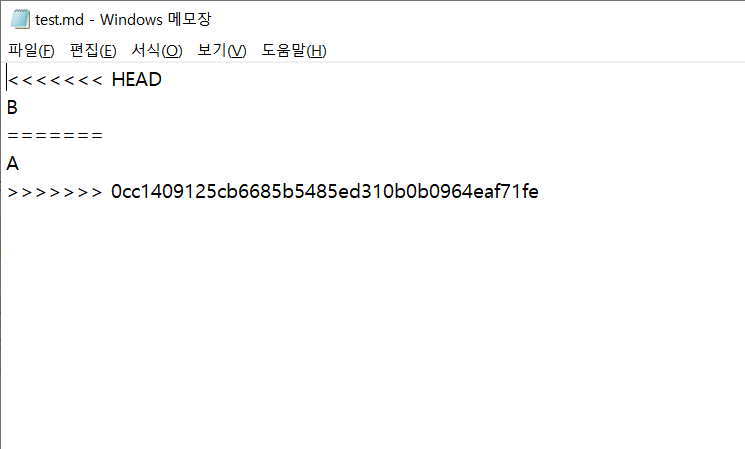 test.md - Windows 메모장
파일(F) 편집(E) 서식(O) 보기(V) 도움말(H)
<<<<<<< HEAD
B
=======
A
>>>>>>> 0cc1409125cb6685b5485ed310b0b0964eaf71fe